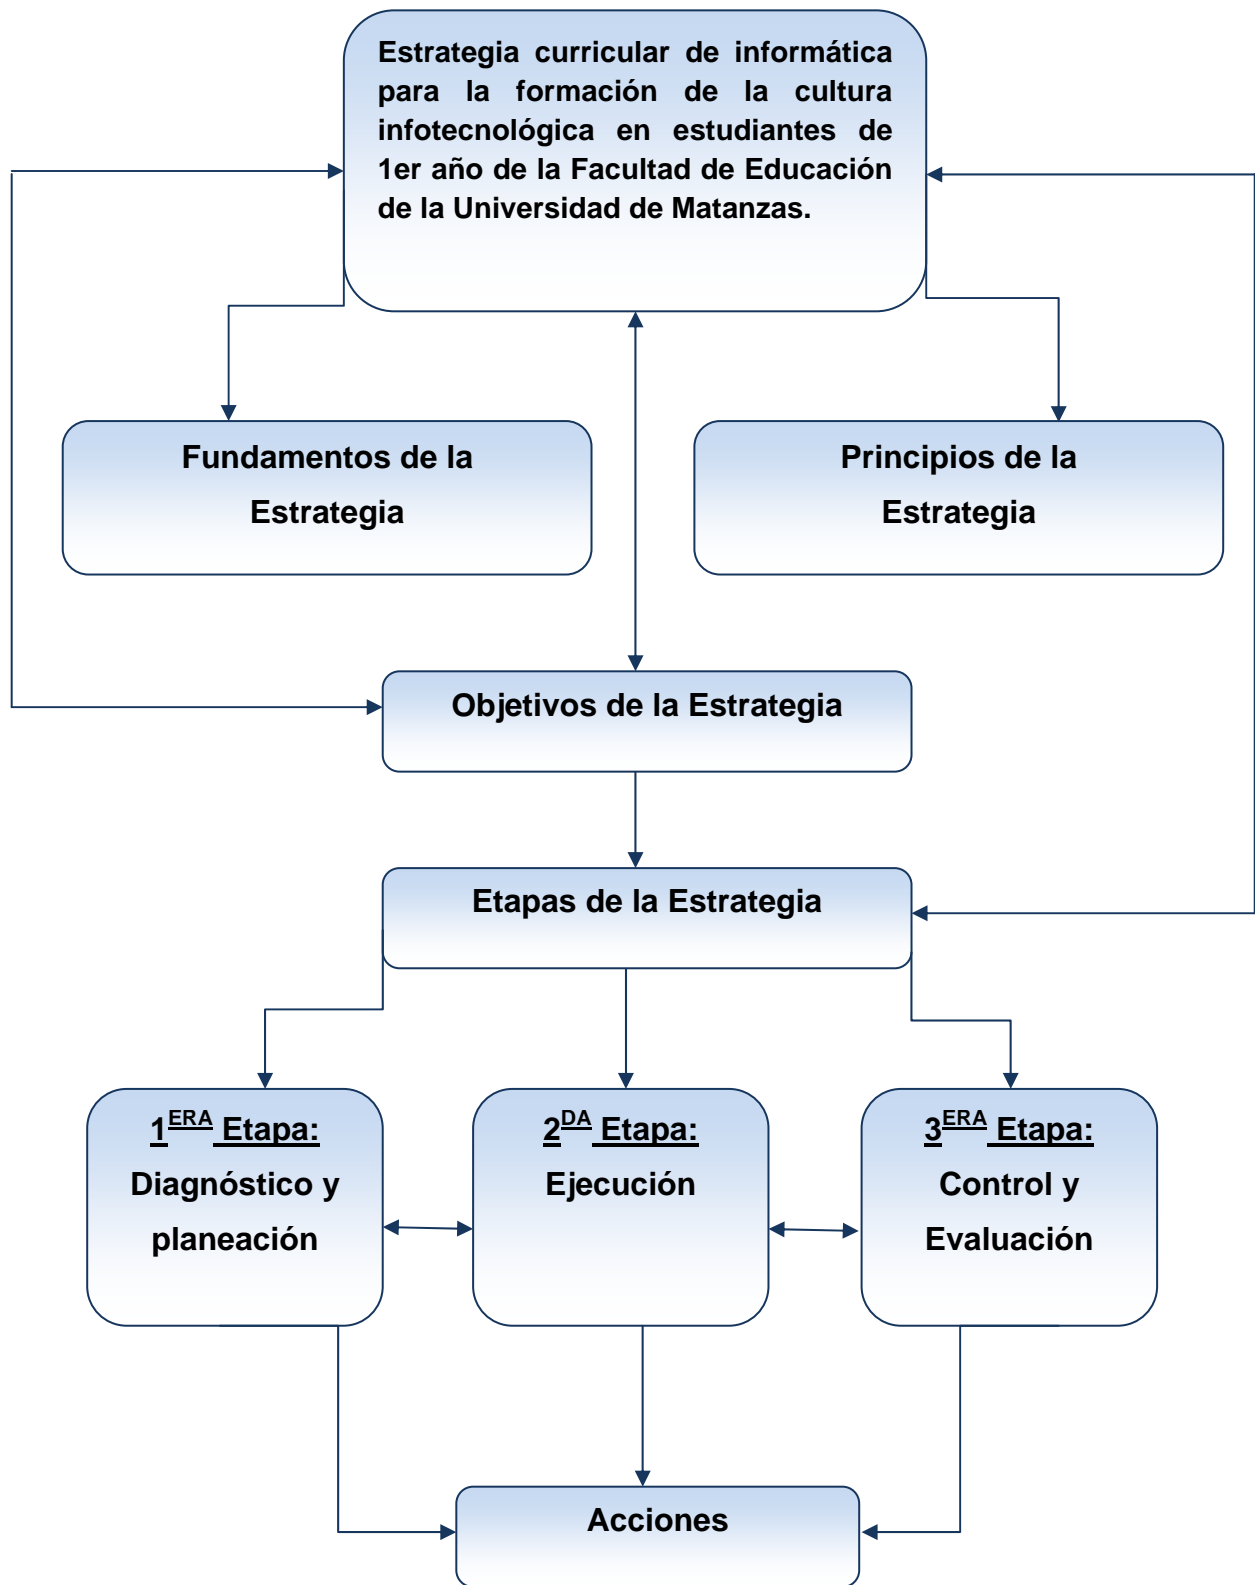 Estrategia curricular de informática
para la formación de la cultura
infotecnológica en estudiantes de
1er año de la Facultad de Educación
de la Universidad de Matanzas.
Fundamentos de la
Estrategia
Principios de la
Estrategia
Objetivos de la Estrategia
Etapas de la Estrategia
1ERA Etapa:
Diagnóstico y
planeación
2DA Etapa:
Ejecución
3ERA Etapa:
Control y
Evaluación
Acciones